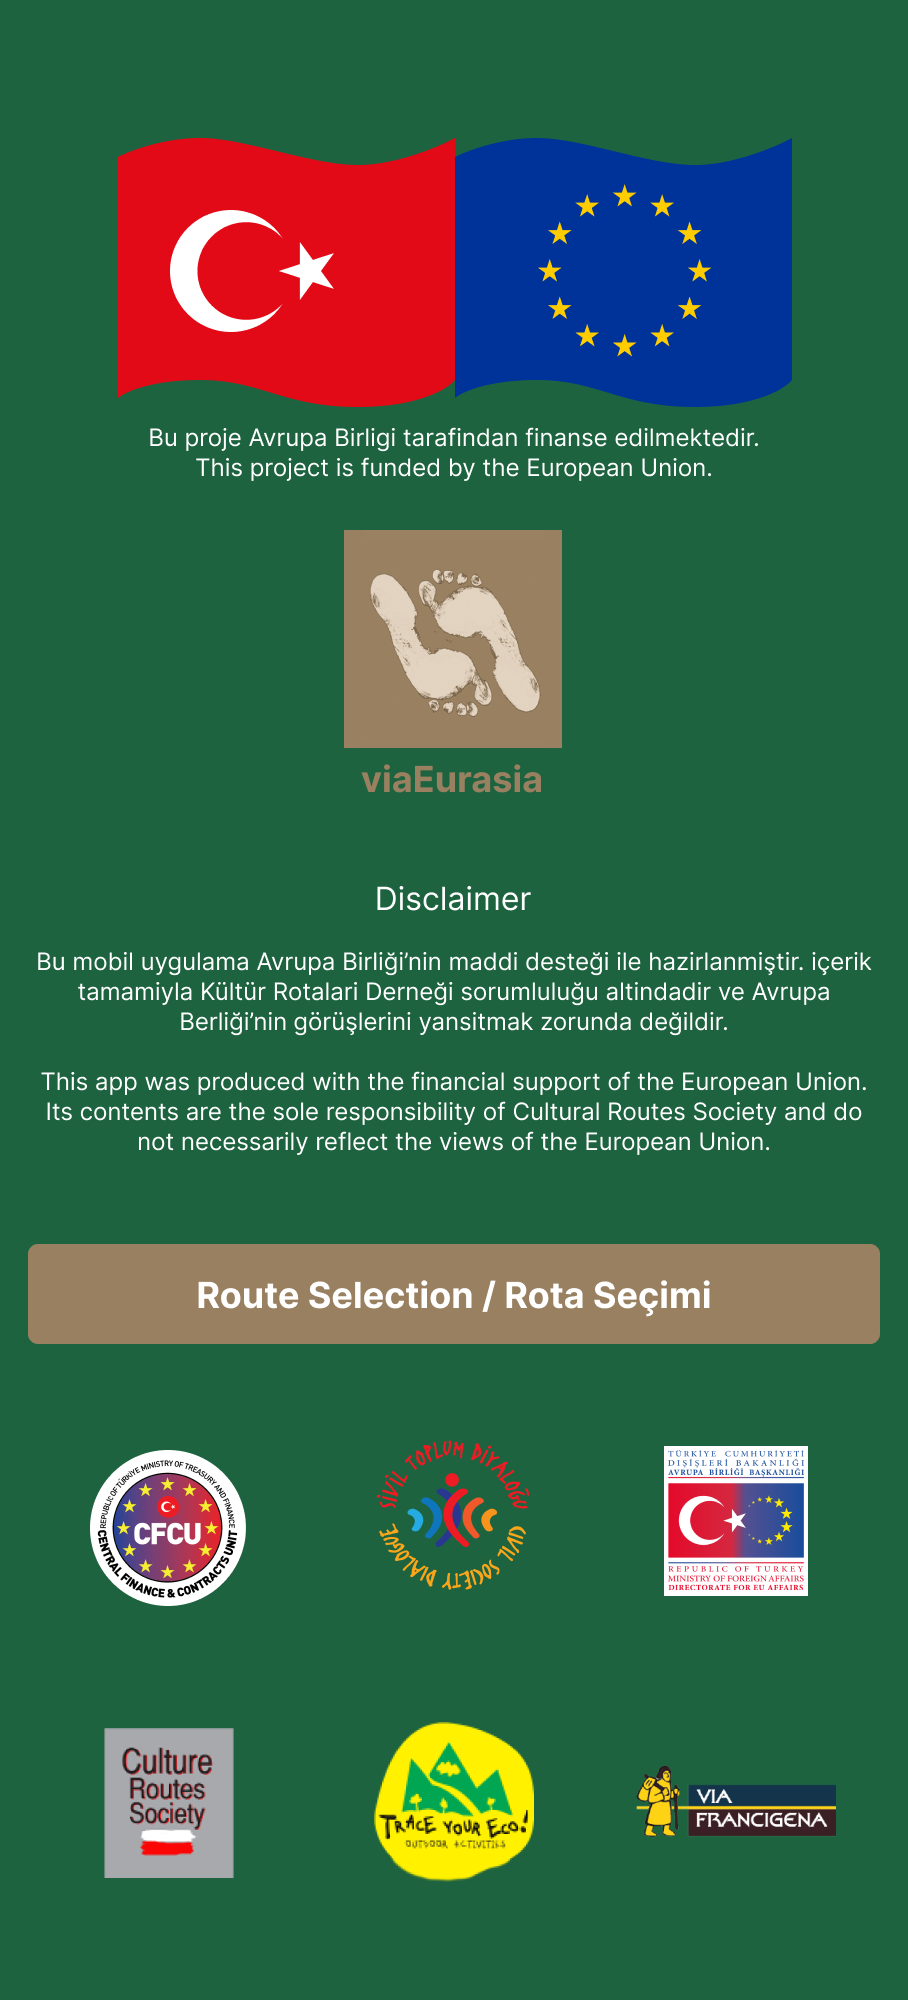 Bu proje Avrupa Birligi tarafindan finanse edilmektedir.
This project is funded by the European Union.
viaEurasia
Disclaimer
Bu mobil uygulama Avrupa Birliği’nin maddi desteği ile hazirlanmiştir. içerik
tamamiyla Kültür Rotalari Derneği sorumluluğu altindadir ve Avrupa
Berliği’nin görüşlerini yansitmak zorunda değildir.
This app was produced with the financial support of the European Union.
Its contents are the sole responsibility of Cultural Routes Society and do
not necessarily reflect the views of the European Union.
Route Selection / Rota Seçimi
REPUBLIC OF TÜRKİYE MINISTRY OF TREASURY AND FINANCE
CFCU
CENTRAL FINANCE & CONTRACTS UNIT
SİVİL TOPLUM DİYALOĞU
CIVIL SOCIETY DIALOGUE
TÜRKİYE CUMHURİYETİ
DIŞİŞLERİ BAKANLIĞI
AVRUPA BİRLİĞİ BAŞKANLIĞI
REPUBLIC OF TURKEY
MINISTRY OF FOREIGN AFFAIRS
DIRECTORATE FOR EU AFFAIRS
Culture
Routes
Society
TRACE YOUR ECO!
OUTDOOR ACTIVITIES
VIA
FRANCIGENA